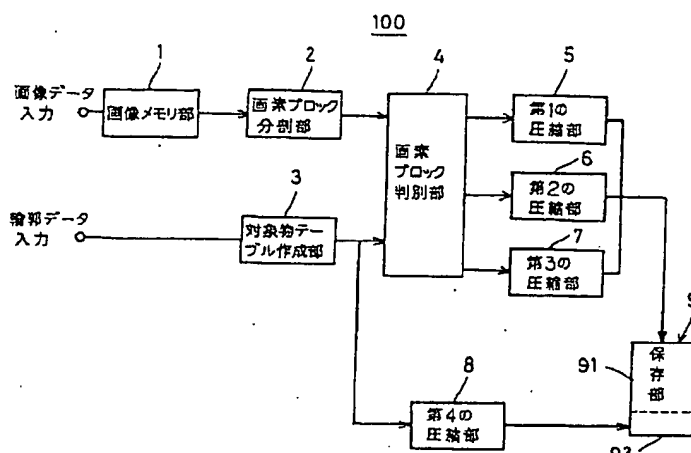 100
1
2
4
5
画像データ
入力
画像メモリ部
画素ブロック
分割部
画素
ブロック
判別部
第1の
圧縮部
6
第2の
圧縮部
7
第3の
圧縮部
輪郭データ
入力
3
対象物テー
ブル作成部
8
第4の
圧縮部
9
91
保存部